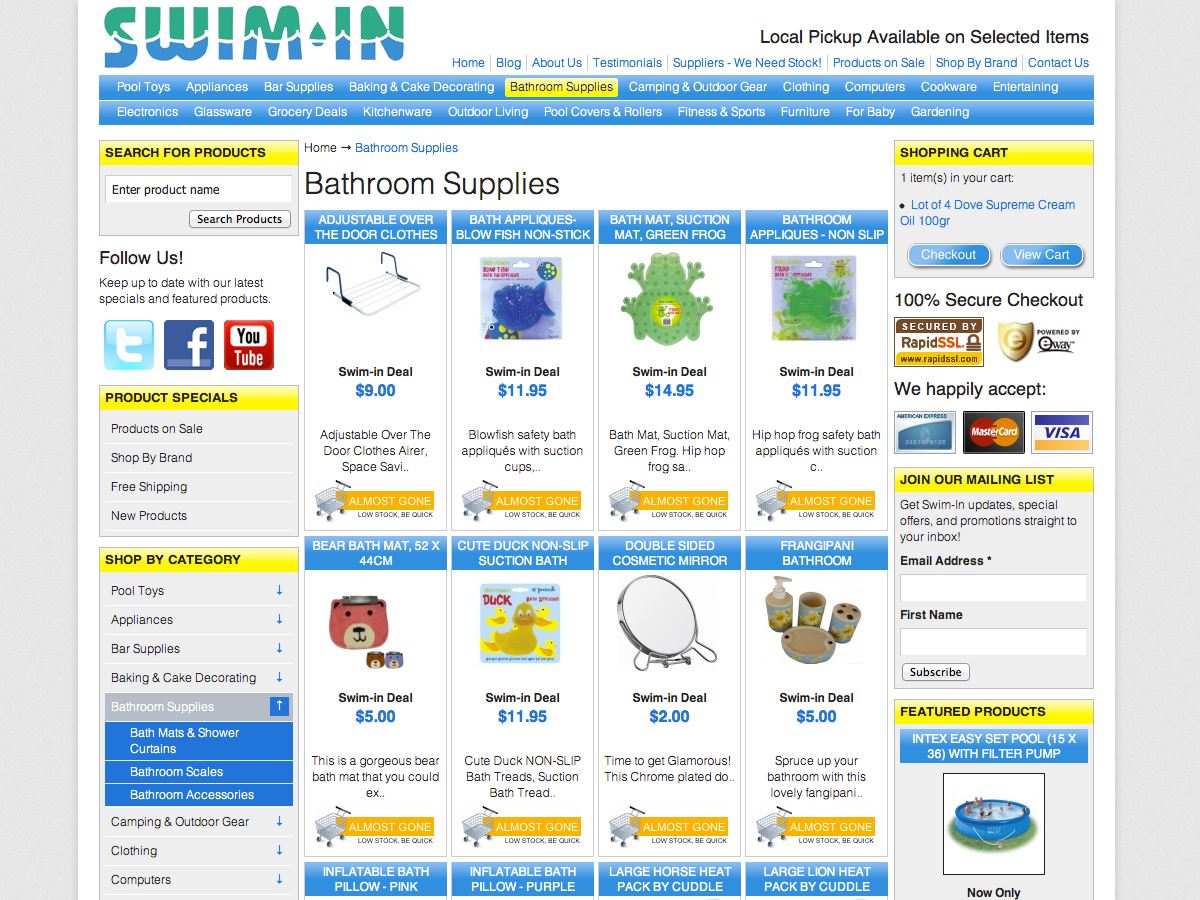 SWIM-IN
Local Pickup Available on Selected Items
Home Blog About Us Testimonials Suppliers - We Need Stock! Products on Sale Shop By Brand Contact Us
Pool Toys Appliances Bar Supplies Baking & Cake Decorating Bathroom Supplies Camping & Outdoor Gear Clothing Computers Cookware Entertaining
Electronics Glassware Grocery Deals Kitchenware Outdoor Living Pool Covers & Rollers Fitness & Sports Furniture For Baby Gardening
SEARCH FOR PRODUCTS
Enter product name
Search Products
Follow Us!
Keep up to date with our latest
specials and featured products.
You
Tube
PRODUCT SPECIALS
Products on Sale
Shop By Brand
Free Shipping
New Products
SHOP BY CATEGORY
Pool Toys ↓
Appliances ↓
Bar Supplies ↓
Baking & Cake Decorating ↓
Bathroom Supplies ↑
Bath Mats & Shower
Curtains
Bathroom Scales
Bathroom Accessories
Camping & Outdoor Gear ↓
Clothing ↓
Computers ↓
Home → Bathroom Supplies
Bathroom Supplies
ADJUSTABLE OVER
THE DOOR CLOTHES
Swim-in Deal
$9.00
Adjustable Over The
Door Clothes Airer,
Space Savi..
ALMOST GONE
LOW STOCK, BE QUICK
BATH APPLIQUES-
BLOW FISH NON-STICK
BLOW FISH
Swim-in Deal
$11.95
Blowfish safety bath
appliqués with suction
cups,..
ALMOST GONE
LOW STOCK, BE QUICK
BATH MAT, SUCTION
MAT, GREEN FROG
Swim-in Deal
$14.95
Bath Mat, Suction Mat,
Green Frog. Hip hop
frog sa..
ALMOST GONE
LOW STOCK, BE QUICK
BATHROOM
APPLIQUES - NON SLIP
FROG
Swim-in Deal
$11.95
Hip hop frog safety bath
appliqués with suction
c..
ALMOST GONE
LOW STOCK, BE QUICK
BEAR BATH MAT, 52 X
44CM
Swim-in Deal
$5.00
This is a gorgeous bear
bath mat that you could
ex..
ALMOST GONE
LOW STOCK, BE QUICK
CUTE DUCK NON-SLIP
SUCTION BATH
DUCK
Swim-in Deal
$11.95
Cute Duck NON-SLIP
Bath Treads, Suction
Bath Tread..
ALMOST GONE
LOW STOCK, BE QUICK
DOUBLE SIDED
COSMETIC MIRROR
Swim-in Deal
$2.00
Time to get Glamorous!
This Chrome plated do..
ALMOST GONE
LOW STOCK, BE QUICK
FRANGIPANI
BATHROOM
Swim-in Deal
$5.00
Spruce up your
bathroom with this
lovely fangipani..
ALMOST GONE
LOW STOCK, BE QUICK
INFLATABLE BATH
PILLOW - PINK
INFLATABLE BATH
PILLOW - PURPLE
LARGE HORSE HEAT
PACK BY CUDDLE
LARGE LION HEAT
PACK BY CUDDLE
SHOPPING CART
1 item(s) in your cart:
Lot of 4 Dove Supreme Cream
Oil 100gr
Checkout View Cart
100% Secure Checkout
SECURED BY
RapidSSL
www.rapidssl.com
POWERED BY
eway
We happily accept:
AMERICAN EXPRESS
MasterCard
VISA
JOIN OUR MAILING LIST
Get Swim-In updates, special
offers, and promotions straight to
your inbox!
Email Address *
First Name
Subscribe
FEATURED PRODUCTS
INTEX EASY SET POOL (15 X
36) WITH FILTER PUMP
Now Only